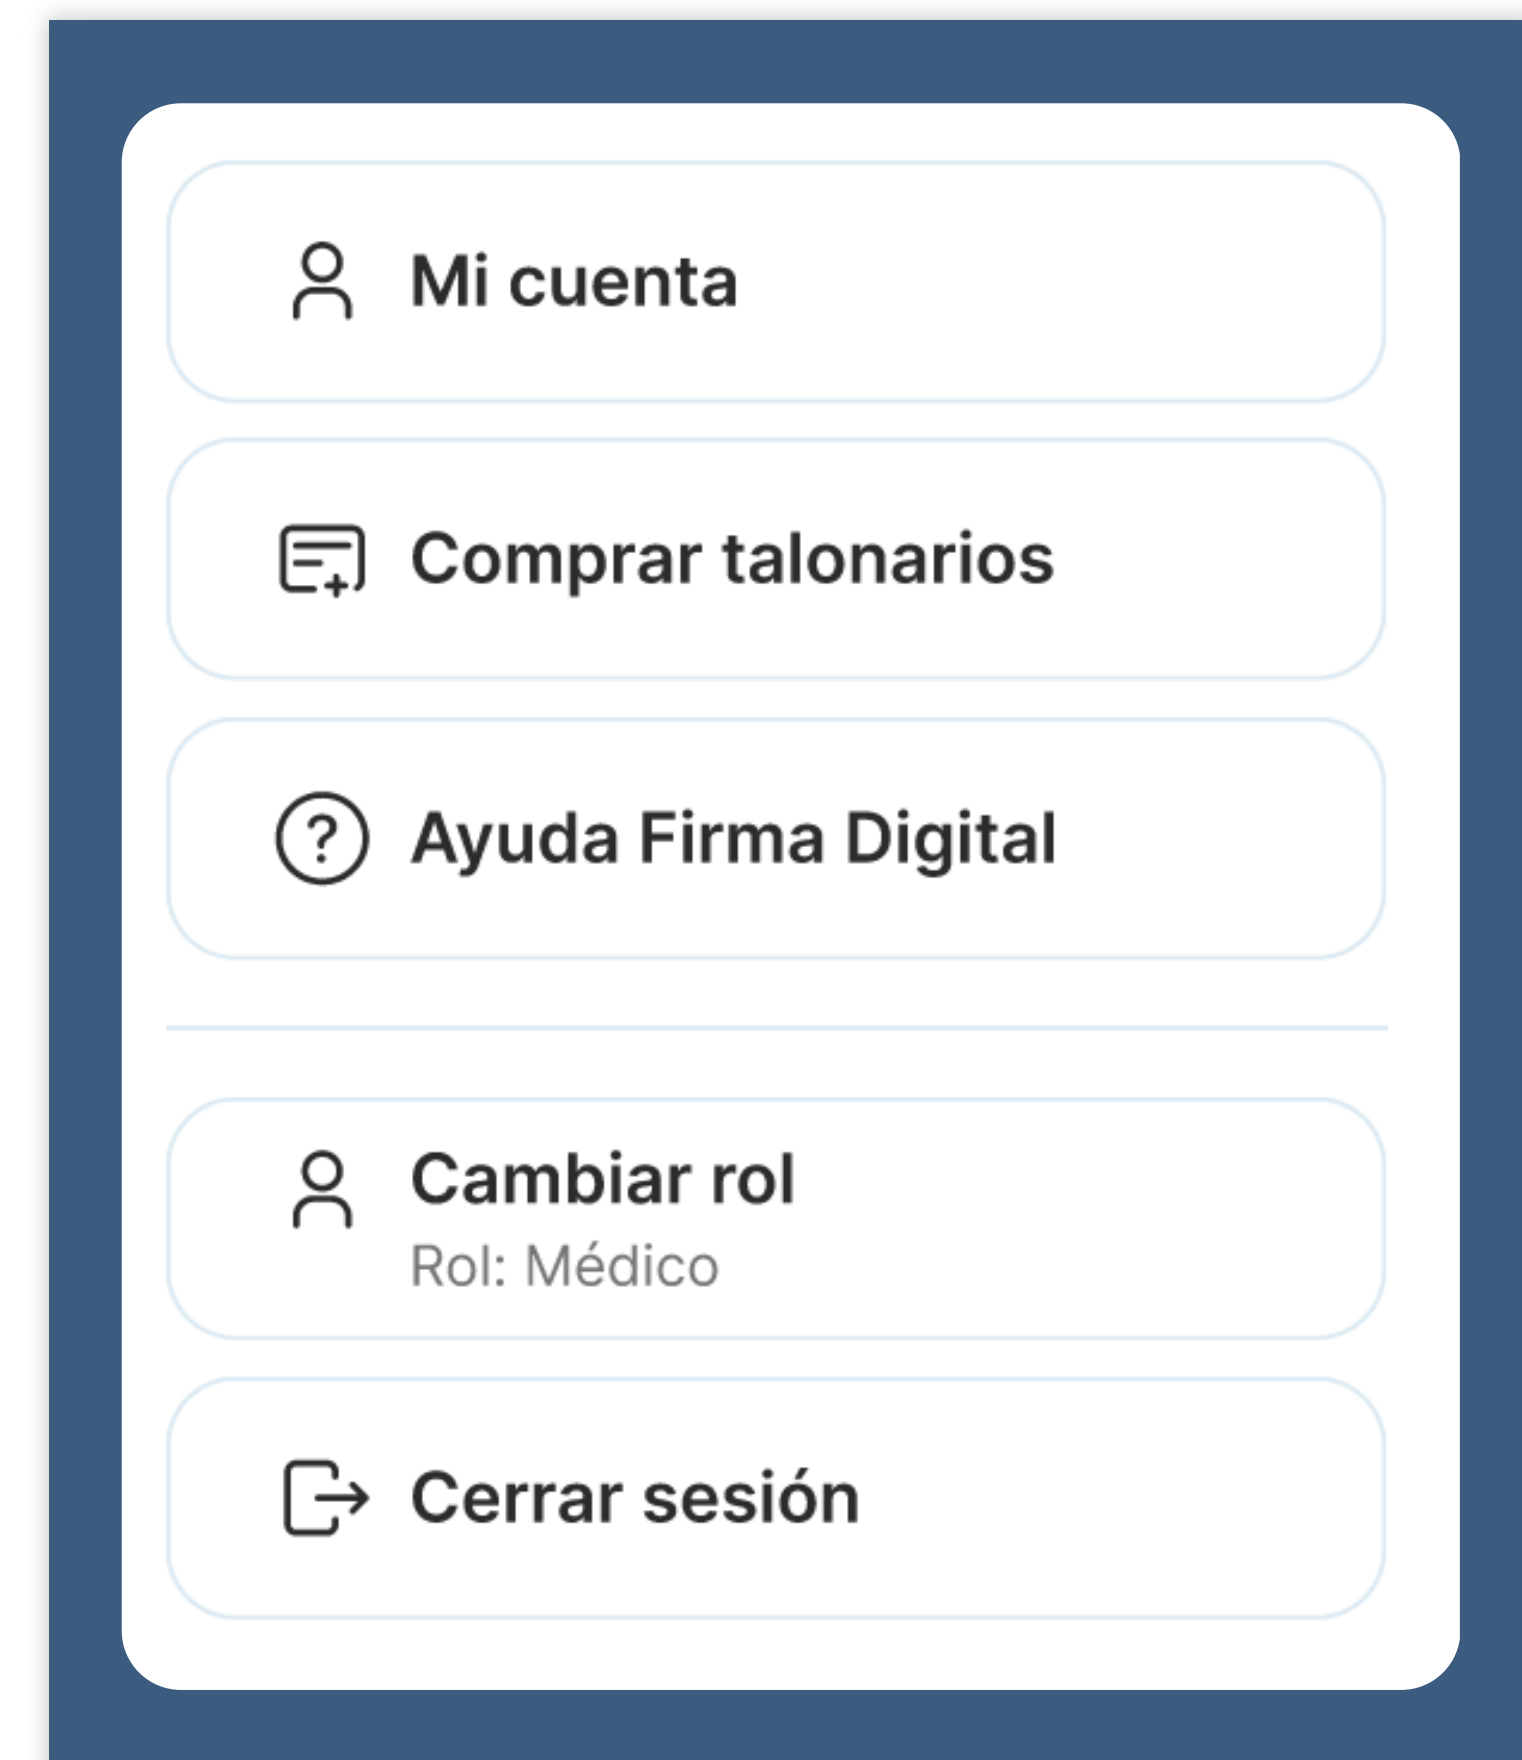 Mi cuenta
Comprar talonarios
Ayuda Firma Digital
Cambiar rol
Rol: Médico
Cerrar sesión